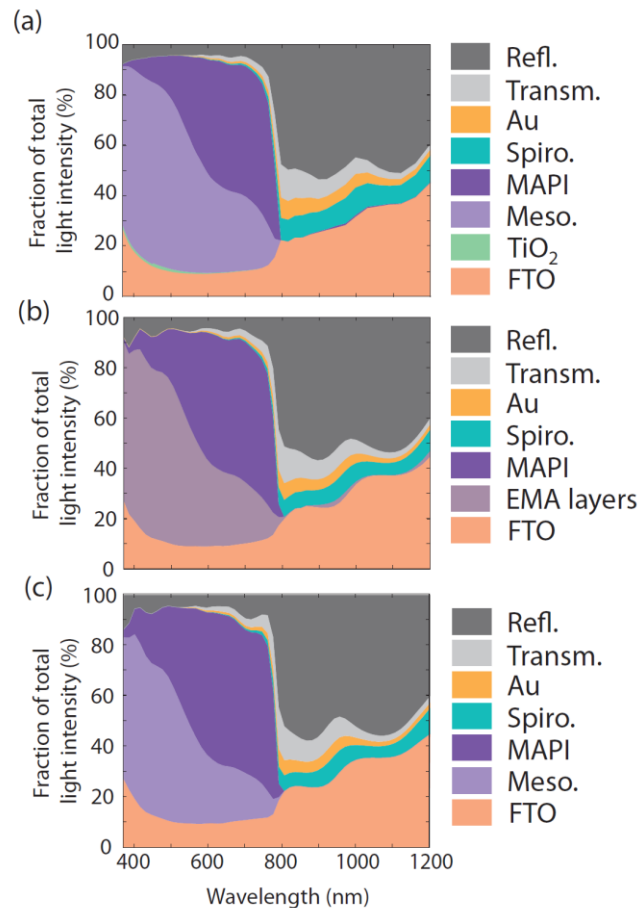 (a)
Fraction of total
light intensity (%)
100
80
60
40
20
0
Refl.
Transm.
Au
Spiro.
MAPI
Meso.
TiO2
FTO
(b)
Fraction of total
light intensity (%)
100
80
60
40
20
0
Refl.
Transm.
Au
Spiro.
MAPI
EMA layers
FTO
(c)
Fraction of total
light intensity (%)
100
80
60
40
20
0
Refl.
Transm.
Au
Spiro.
MAPI
Meso.
FTO
400 600 800 1000 1200
Wavelength (nm)